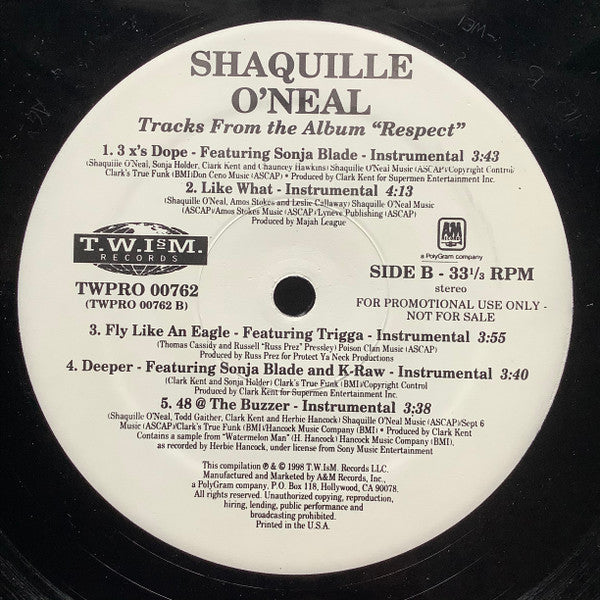 SHAQUILLE
O'NEAL
Tracks From the Album "Respect"
1. 3 x's Dope - Featuring Sonja Blade - Instrumental 3:43
(Shaquille O'Neal, Sonja Holder, Clark Kent and Chauncey Hawkins) Shaquille O'Neal Music (ASCAP)Copyright Control/
Clark's True Funk (BMI)Don Ceno Music (ASCAP) • Produced by Clark Kent for Supermen Entertainment Inc.
2. Like What - Instrumental 4:13
(Shaquille O'Neal, Amos Stokes and Leslie Callaway) Shaquille O'Neal Music
(ASCAP)Amos Stokes Music (ASCAP) Lyneve Publishing (ASCAP)
Produced by Majah League
T.W.IsM.
RECORDS
TWPRO 00762
(TWPRO 00762 B)
A&M
RECORDS
a PolyGram company
SIDE B - 33 1/3 RPM
stereo
FOR PROMOTIONAL USE ONLY -
NOT FOR SALE
3. Fly Like An Eagle - Featuring Trigga - Instrumental 3:55
(Thomas Cassidy and Russell "Russ Prez" Pressley) Poison Clan Music (ASCAP)
Produced by Russ Prez for Protect Ya Neck Productions
4. Deeper - Featuring Sonja Blade and K-Raw - Instrumental 3:40
(Clark Kent and Sonja Holder) Clark's True Funk (BMI)/Copyright Control
Produced by Clark Kent for Supermen Entertainment Inc.
5. 48 @ The Buzzer - Instrumental 3:38
(Shaquille O'Neal, Todd Gaither, Clark Kent and Herbie Hancock) Shaquille O'Neal Music (ASCAP)/Sept 6
Music (ASCAP)/Clark's True Funk (BMI)/Hancock Music Company (BMI) • Produced by Clark Kent
Contains a sample from "Watermelon Man" (H. Hancock) Hancock Music Company (BMI),
as recorded by Herbie Hancock, under license from Sony Music Entertainment
This compilation ℗ & © 1998 T.W.IsM. Records LLC.
Manufactured and Marketed by A&M Records, Inc.,
a PolyGram company, P.O. Box 118, Hollywood, CA 90078.
All rights reserved. Unauthorized copying, reproduction,
hiring, lending, public performance and
broadcasting prohibited.
Printed in the U.S.A.